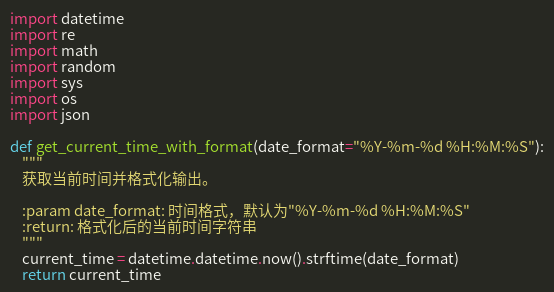 import datetime
import re
import math
import random
import sys
import os
import json

def get_current_time_with_format(date_format="%Y-%m-%d %H:%M:%S"):
    """
    获取当前时间并格式化输出。

    :param date_format: 时间格式，默认为"%Y-%m-%d %H:%M:%S"
    :return: 格式化后的当前时间字符串
    """
    current_time = datetime.datetime.now().strftime(date_format)
    return current_time